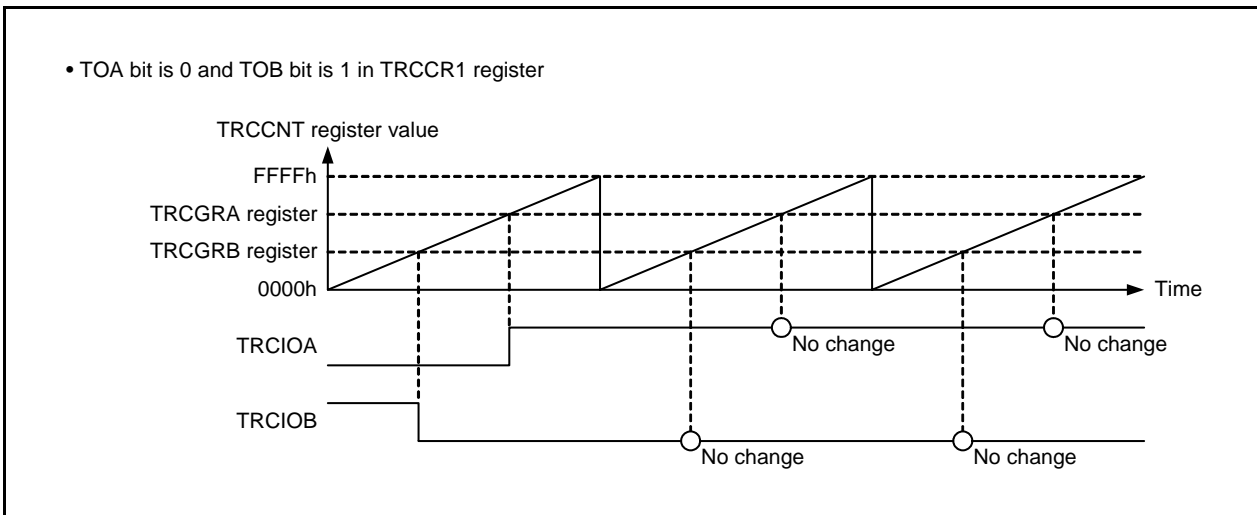 • TOA bit is 0 and TOB bit is 1 in TRCCR1 register
TRCCNT register value
FFFFh
TRCGRA register
TRCGRB register
0000h
Time
TRCIOA
No change
No change
TRCIOB
No change
No change